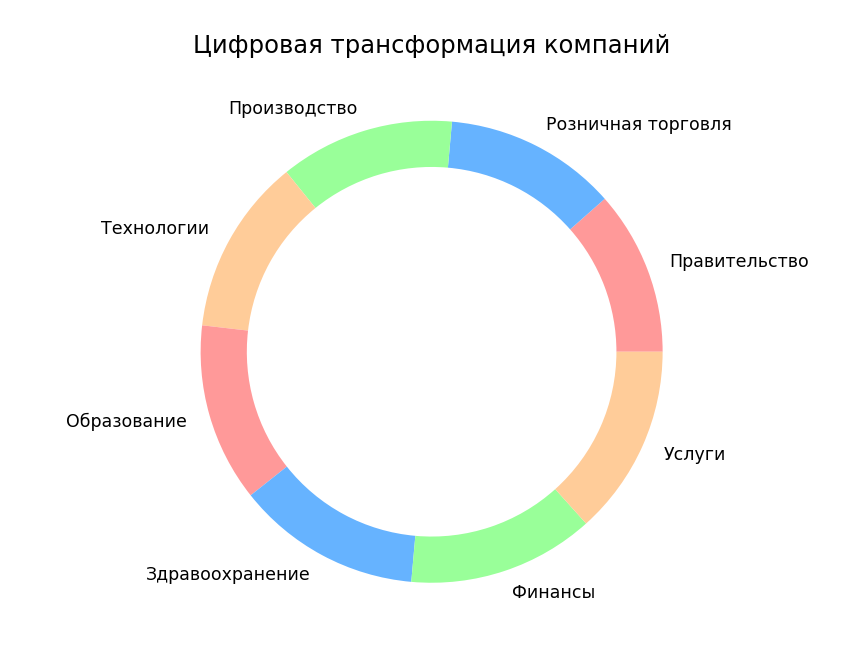 Цифровая трансформация компаний
Производство
Розничная торговля
Технологии
Правительство
Образование
Услуги
Здравоохранение
Финансы